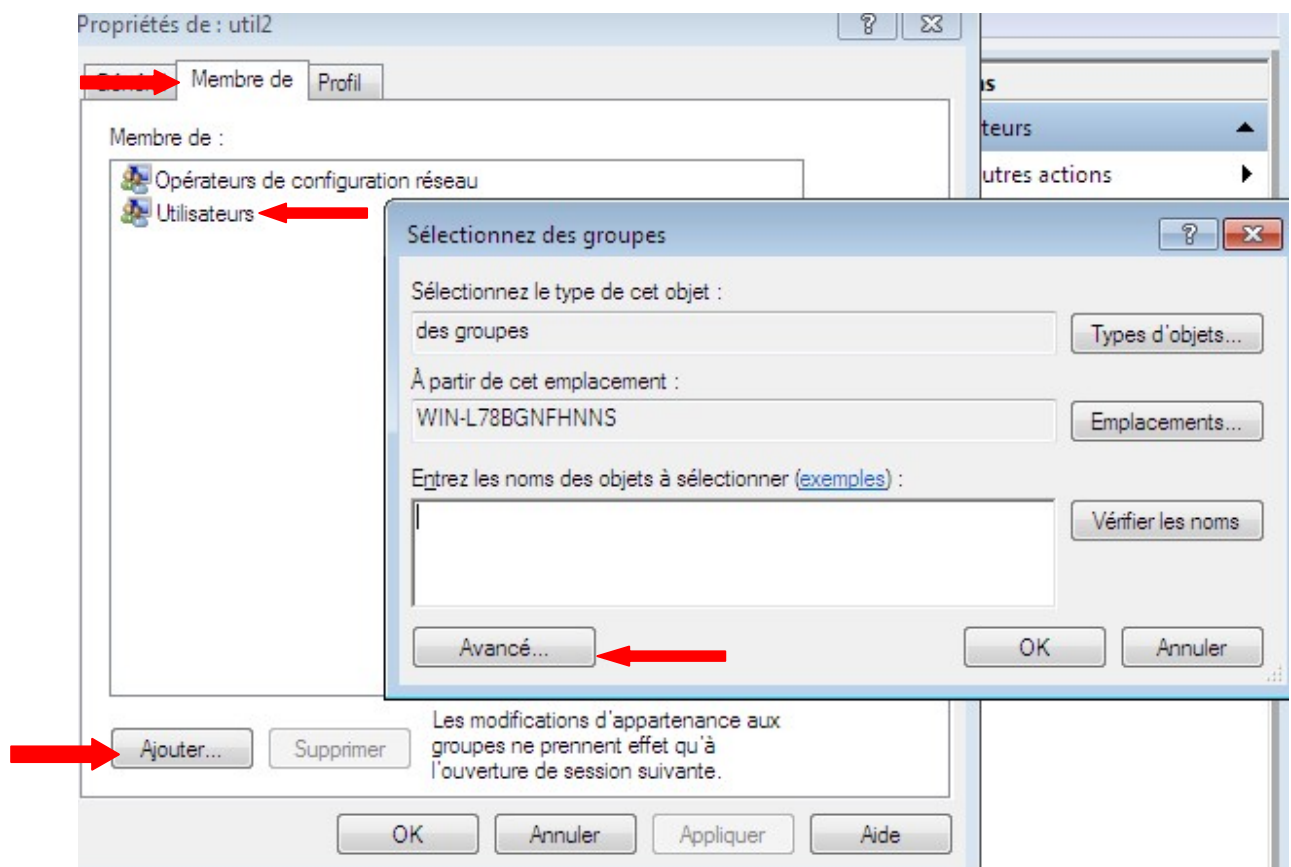 Propriétés de : util2
Membre de
Profil
Membre de :
Opérateurs de configuration réseau
Utilisateurs
teurs
utres actions
Sélectionnez des groupes
Sélectionnez le type de cet objet :
des groupes
Types d'objets...
À partir de cet emplacement :
WIN-L78BGNFHNNS
Emplacements...
Entrez les noms des objets à sélectionner (exemples) :
Vérifier les noms
Avancé...
OK
Annuler
Ajouter...
Supprimer
Les modifications d'appartenance aux
groupes ne prennent effet qu'à
l'ouverture de session suivante.
OK
Annuler
Appliquer
Aide